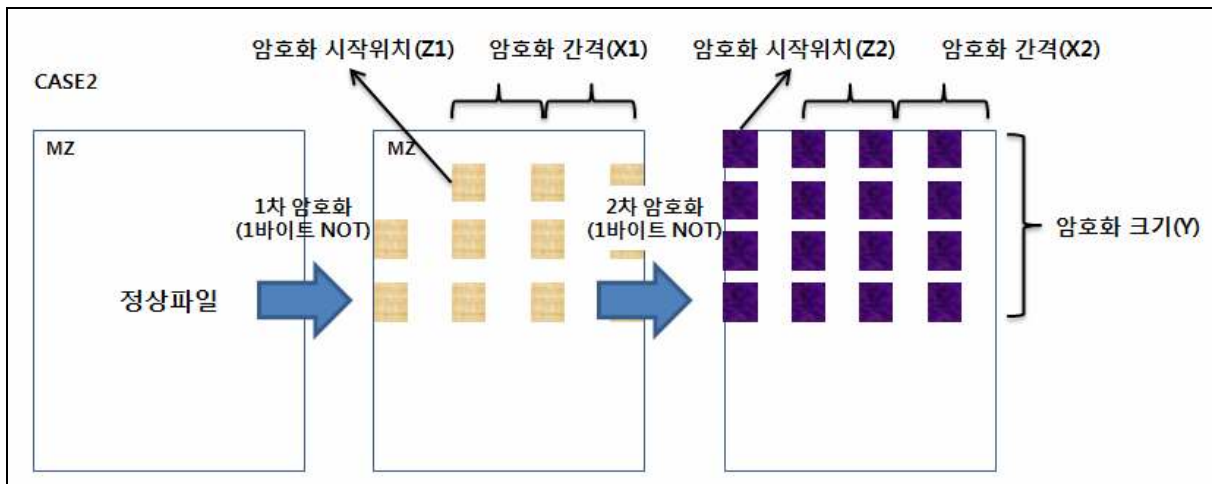 암호화 시작위치(Z1)
암호화 간격(X1)
암호화 시작위치(Z2)
암호화 간격(X2)
CASE2
MZ
MZ
1차 암호화
(1바이트 NOT)
2차 암호화
(1바이트 NOT)
암호화 크기(Y)
정상파일